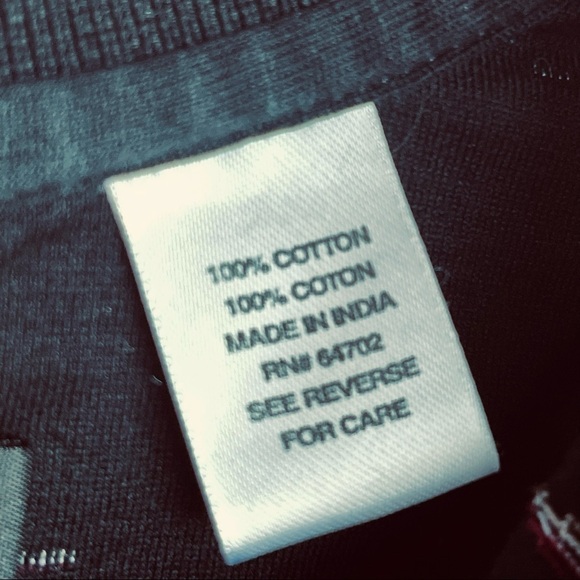 100% COTTON
100% COTON
MADE IN INDIA
RN# 64702
SEE REVERSE
FOR CARE